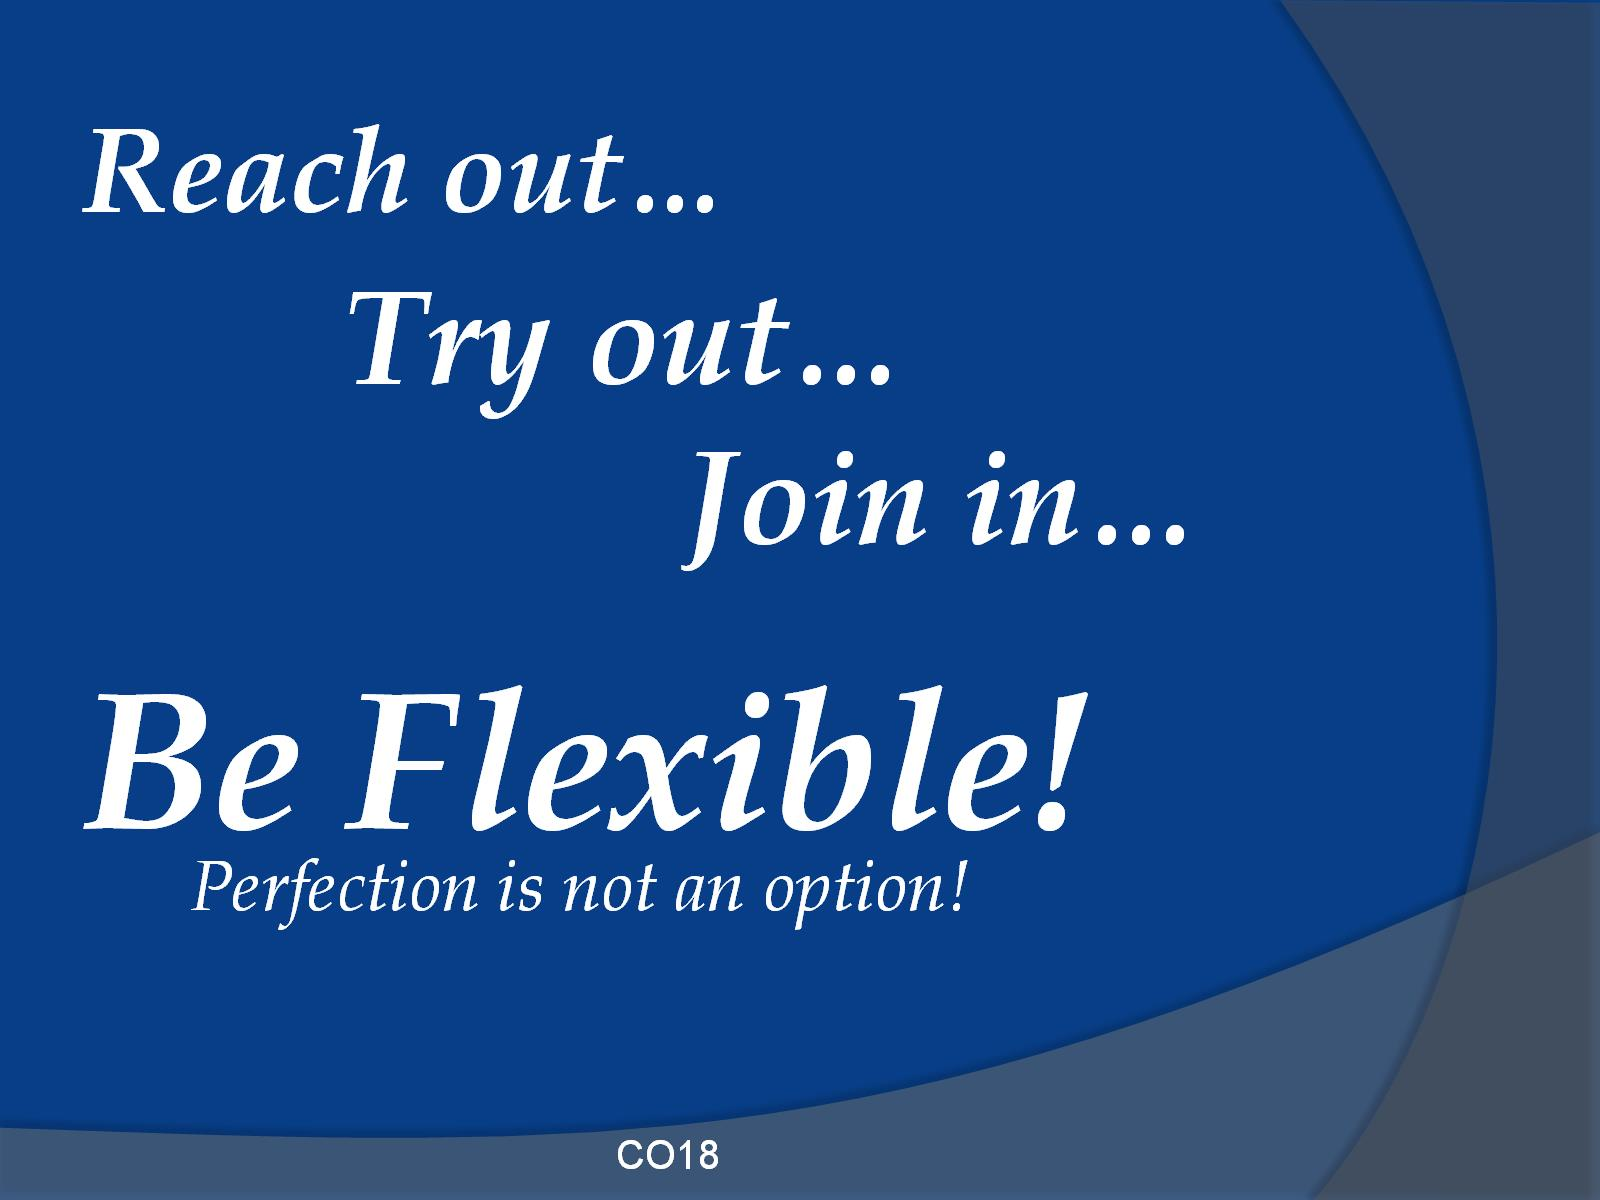 Reach out…
Try out…
Join in…
Be Flexible!
Perfection is not an option!
CO18